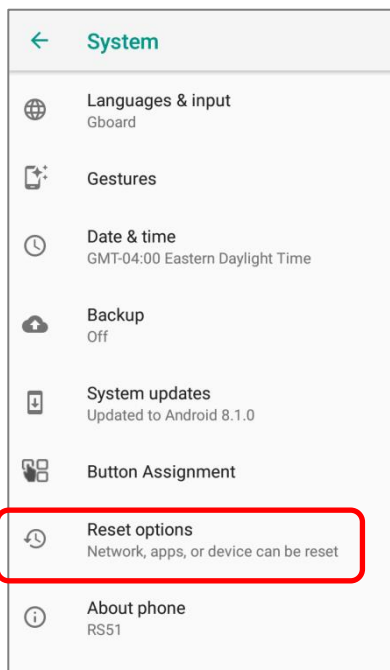 System
Languages & input
Gboard
Gestures
Date & time
GMT-04:00 Eastern Daylight Time
Backup
Off
System updates
Updated to Android 8.1.0
Button Assignment
Reset options
Network, apps, or device can be reset
About phone
RS51